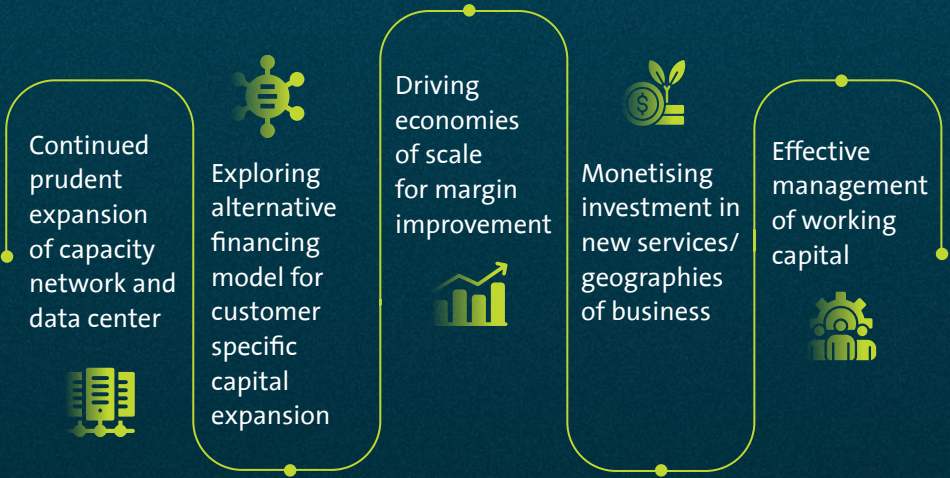 Continued
prudent
expansion
of capacity
network and
data center
Exploring
alternative
financing
model for
customer
specific
capital
expansion
Driving
economies
of scale
for margin
improvement
$
Monetising
investment in
new services/
geographies
of business
Effective
management
of working
capital